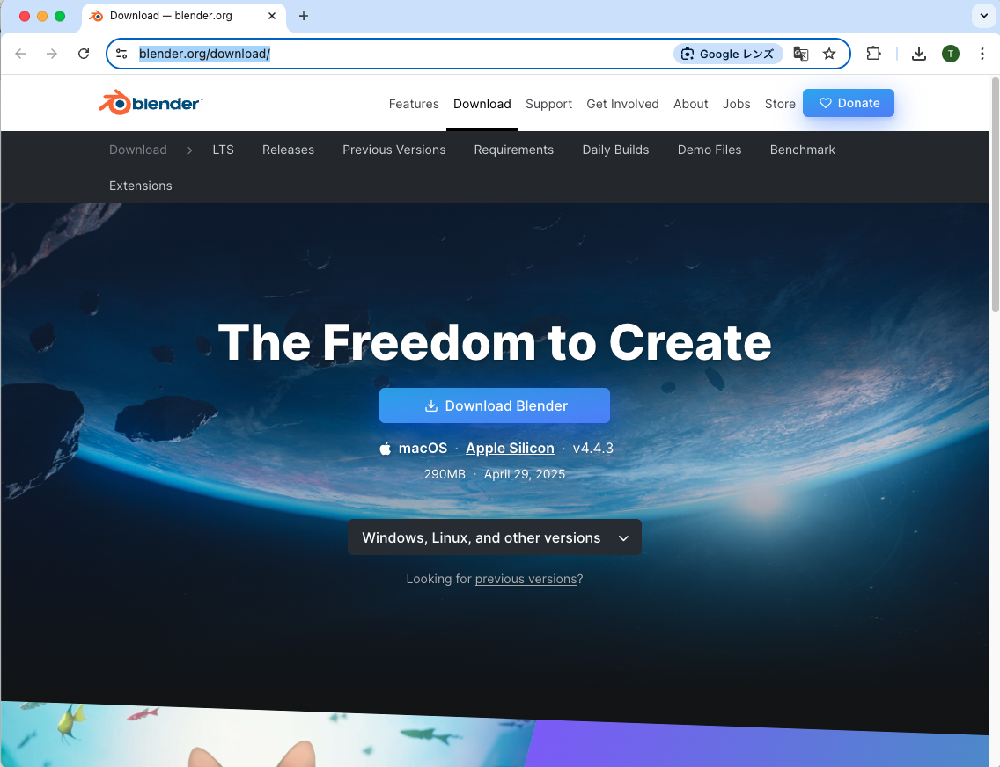 Download — blender.org
blender.org/download/
Google レンズ
T
blender
Features Download Support Get Involved About Jobs Store Donate
Download LTS Releases Previous Versions Requirements Daily Builds Demo Files Benchmark
Extensions
The Freedom to Create
Download Blender
macOS · Apple Silicon · v4.4.3
290MB · April 29, 2025
Windows, Linux, and other versions
Looking for previous versions?